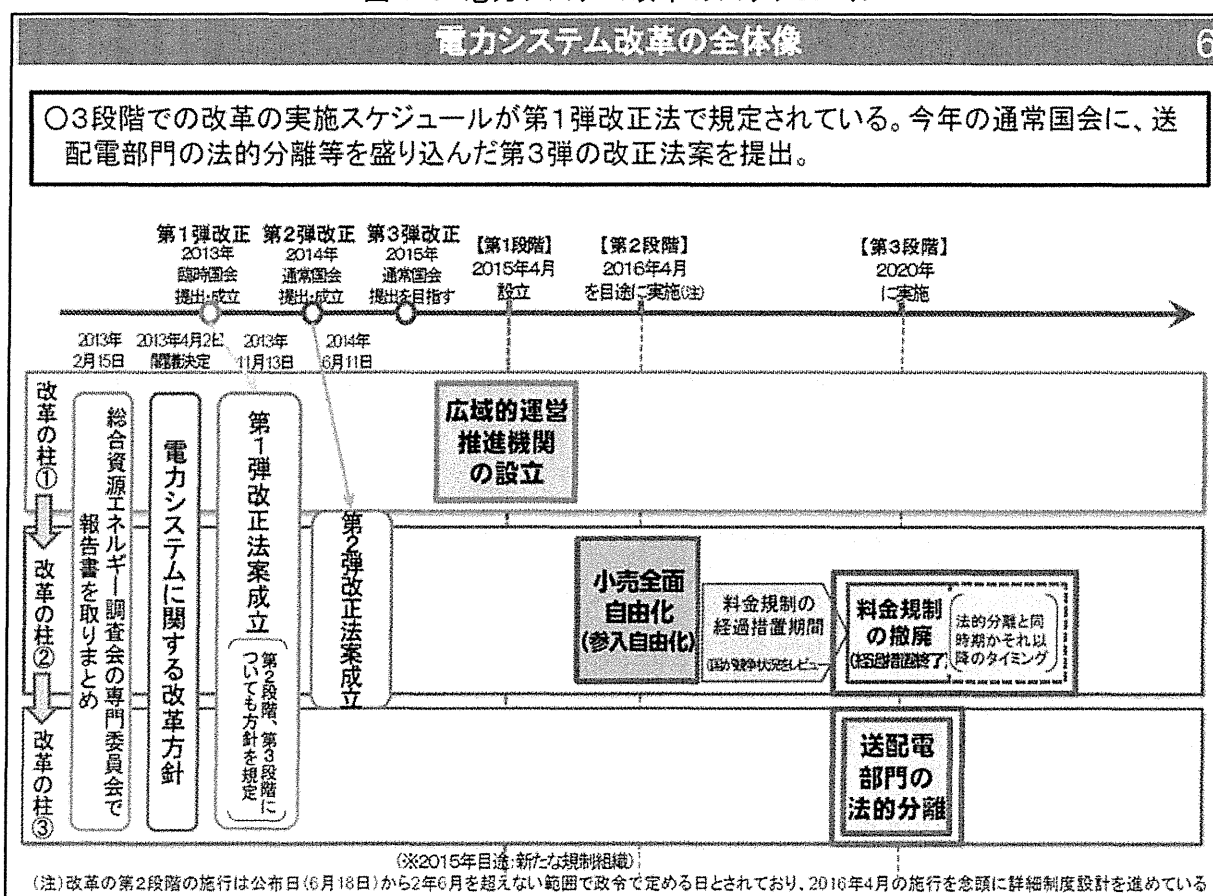 電力システム改革の全体像
6
○3段階での改革の実施スケジュールが第1弾改正法で規定されている。今年の通常国会に、送
配電部門の法的分離等を盛り込んだ第3弾の改正法案を提出。
第1弾改正
2013年
臨時国会
提出・成立
第2弾改正
2014年
通常国会
提出・成立
第3弾改正
2015年
通常国会
提出を目指す
【第1段階】
2015年4月
設立
【第2段階】
2016年4月
を目途に実施(注)
【第3段階】
2020年
に実施
2013年
2月15日
2013年4月2日
閣議決定
2013年
11月13日
2014年
6月11日
改革の柱①
改革の柱②
改革の柱③
総合資源エネルギー調査会の専門委員会で
報告書を取りまとめ
電力システムに関する改革方針
第1弾改正法案成立
第2段階、第3段階に
ついても方針を規定
第2弾改正法案成立
広域的運営
推進機関
の設立
小売全面
自由化
(参入自由化)
料金規制の
経過措置期間
(国が競争状況をレビュー)
料金規制
の撤廃
(経過措置終了)
法的分離と同
時期かそれ以
降のタイミング
送配電
部門の
法的分離
(※2015年目途:新たな規制組織)
(注)改革の第2段階の施行は公布日(6月18日)から2年6月を超えない範囲で政令で定める日とされており、2016年4月の施行を念頭に詳細制度設計を進めている